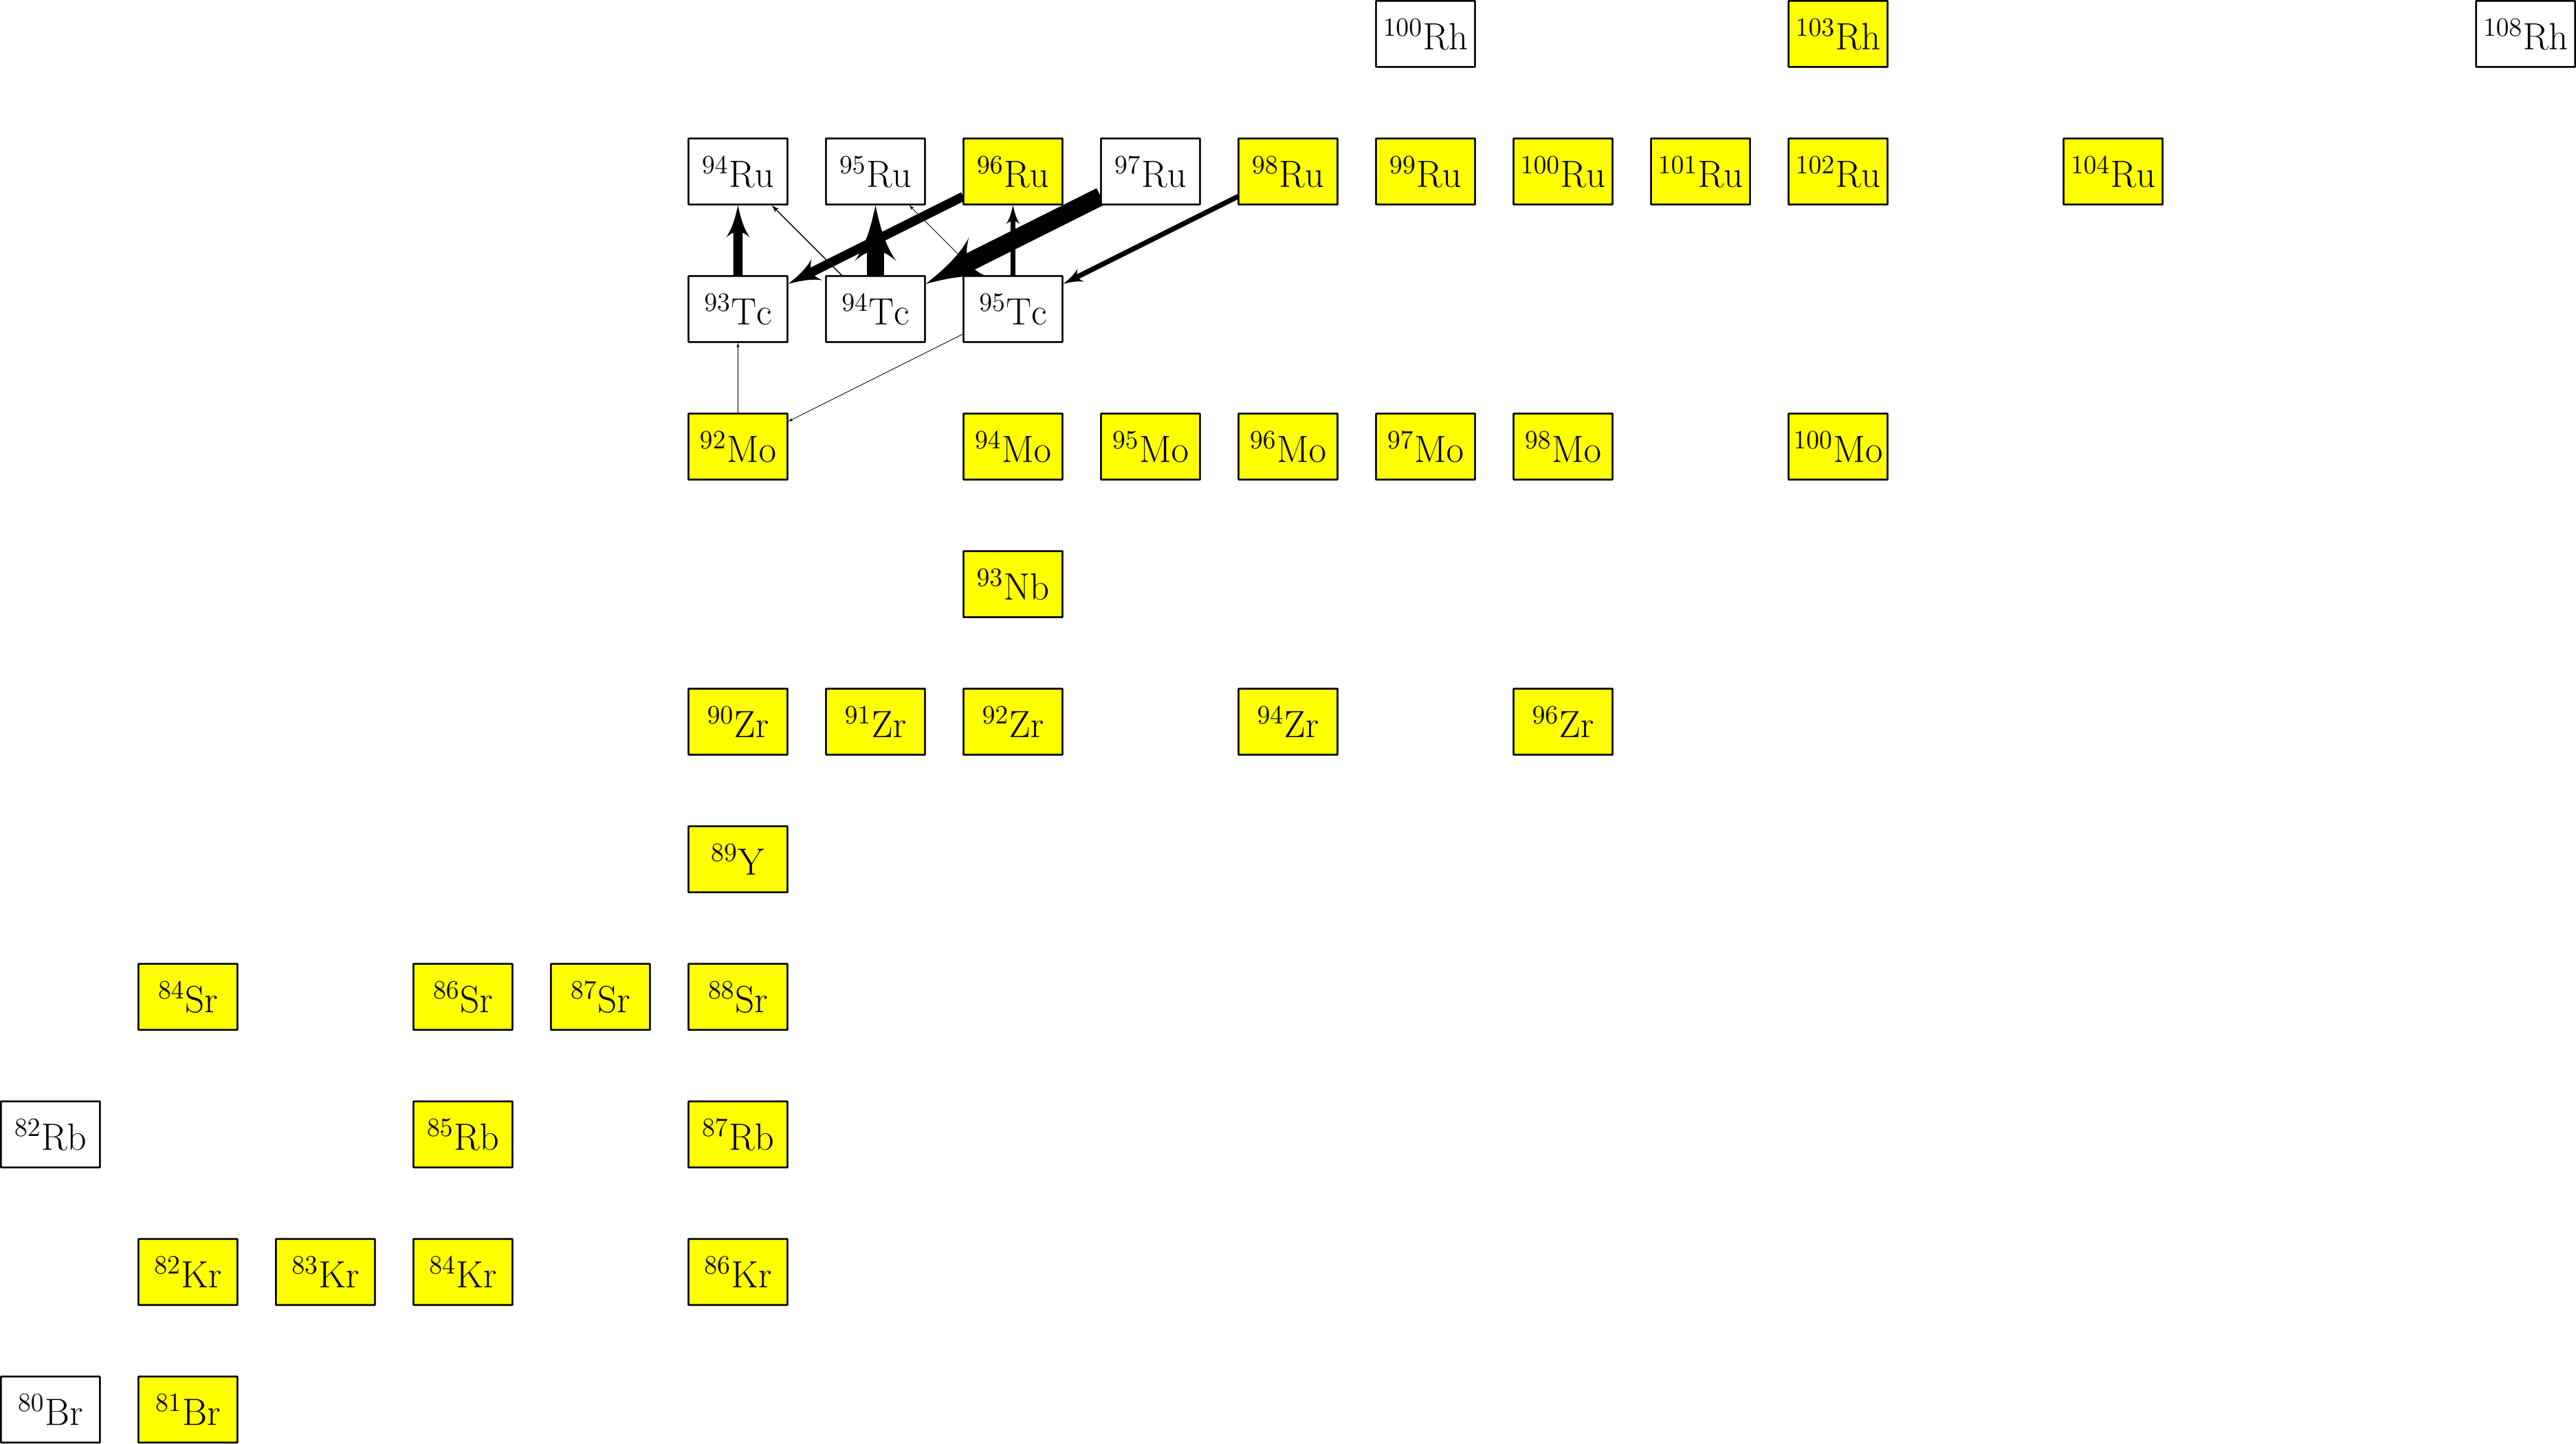 ¹⁰⁰Rh ¹⁰³Rh ¹⁰⁸Rh
⁹⁴Ru ⁹⁵Ru ⁹⁶Ru ⁹⁷Ru ⁹⁸Ru ⁹⁹Ru ¹⁰⁰Ru ¹⁰¹Ru ¹⁰²Ru ¹⁰⁴Ru
⁹³Tc ⁹⁴Tc ⁹⁵Tc
⁹²Mo ⁹⁴Mo ⁹⁵Mo ⁹⁶Mo ⁹⁷Mo ⁹⁸Mo ¹⁰⁰Mo
⁹³Nb
⁹⁰Zr ⁹¹Zr ⁹²Zr ⁹⁴Zr ⁹⁶Zr
⁸⁹Y
⁸⁴Sr ⁸⁶Sr ⁸⁷Sr ⁸⁸Sr
⁸²Rb ⁸⁵Rb ⁸⁷Rb
⁸²Kr ⁸³Kr ⁸⁴Kr ⁸⁶Kr
⁸⁰Br ⁸¹Br